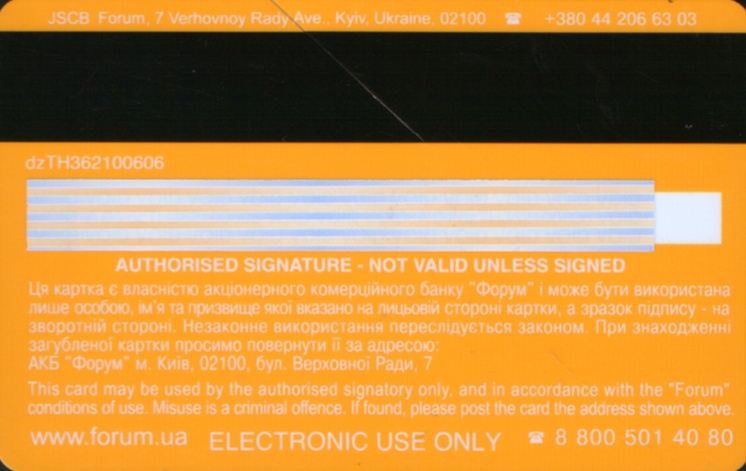 JSCB Forum, 7 Verhovnoy Rady Ave., Kyiv, Ukraine, 02100 ☎ +380 44 206 63 03
dzTH362100606
AUTHORISED SIGNATURE - NOT VALID UNLESS SIGNED
Ця картка є власністю акціонерного комерційного банку "Форум" і може бути використана
лише особою, ім'я та призвище якої вказано на лицьовій стороні картки, а зразок підпису - на
зворотній стороні. Незаконне використання переслідується законом. При знаходженні
загубленої картки просимо повернути її за адресою:
АКБ "Форум" м. Київ, 02100, бул. Верховної Ради, 7
This card may be used by the authorised signatory only, and in accordance with the "Forum"
conditions of use. Misuse is a criminal offence. If found, please post the card the address shown above.
www.forum.ua ELECTRONIC USE ONLY ☎ 8 800 501 40 80